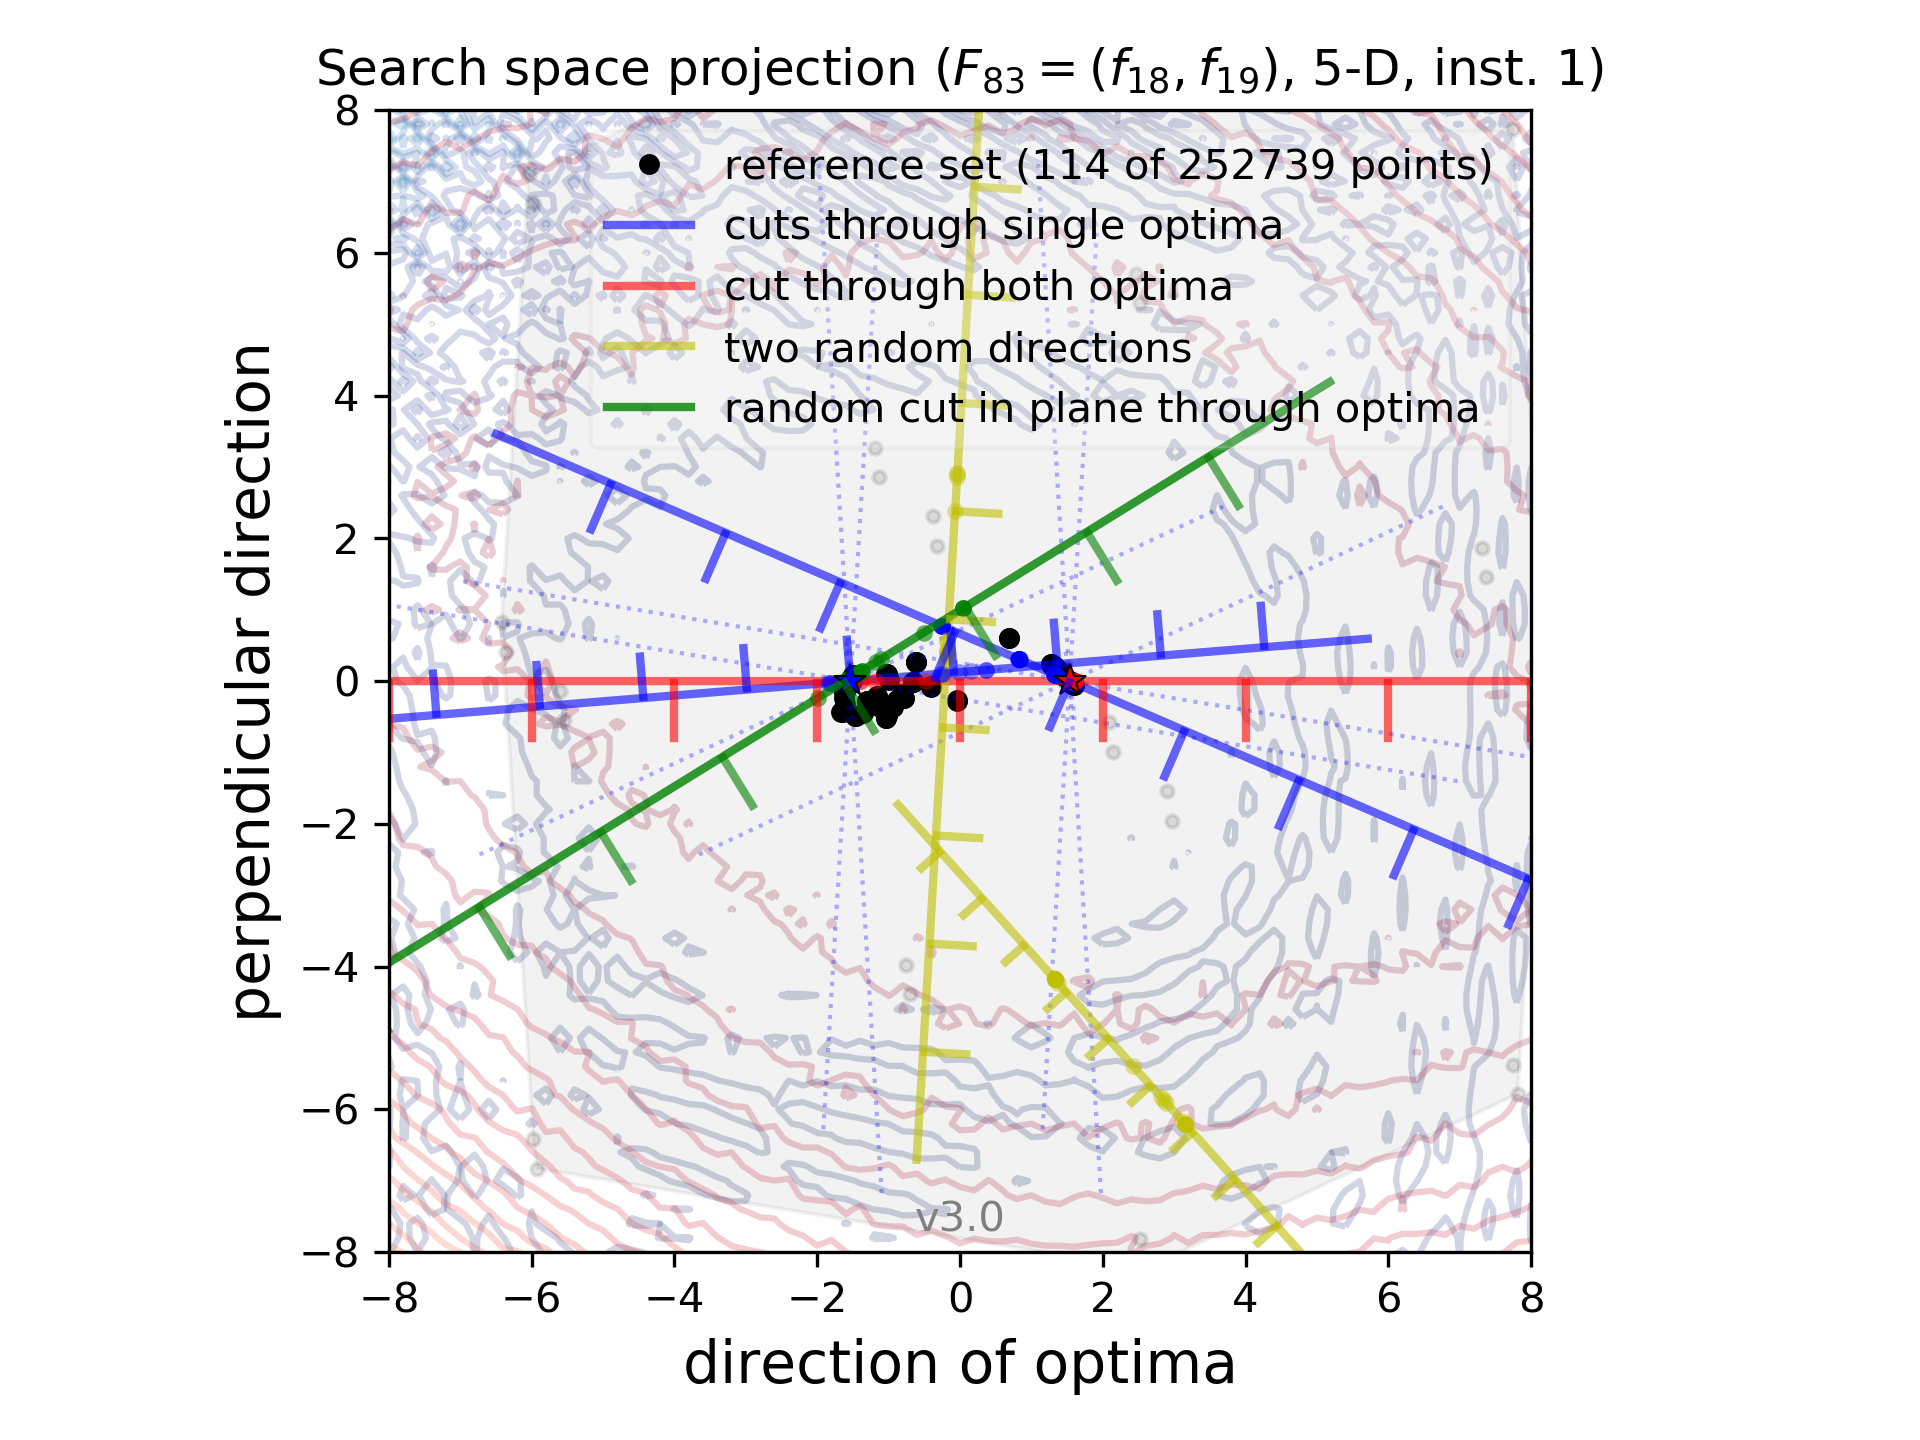 Search space projection (F₈₃ = (f₁₈, f₁₉), 5-D, inst. 1)
8
6
4
2
0
−2
−4
−6
−8
perpendicular direction
reference set (114 of 252739 points)
cuts through single optima
cut through both optima
two random directions
random cut in plane through optima
v3.0
−8 −6 −4 −2 0 2 4 6 8
direction of optima